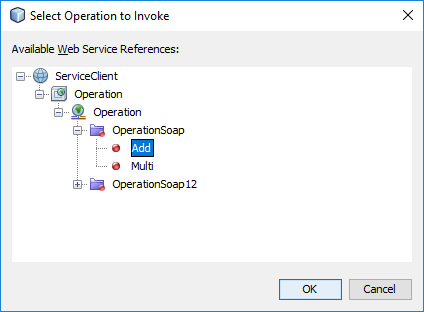 Select Operation to Invoke
Available Web Service References:
ServiceClient
Operation
Operation
OperationSoap
Add
Multi
OperationSoap12
OK Cancel